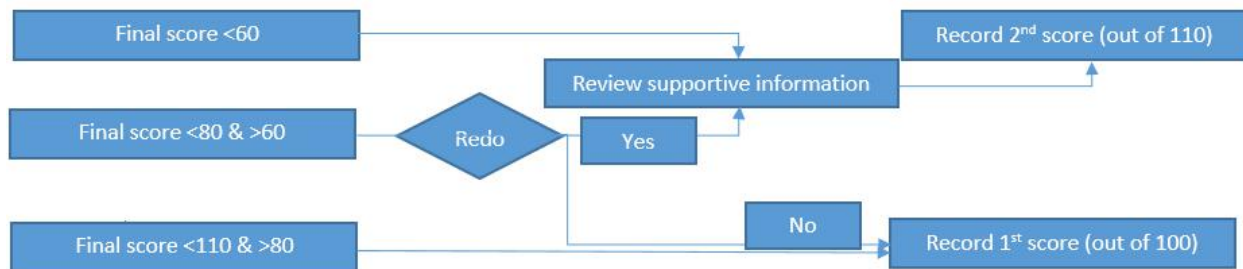 Final score <60
Record 2nd score (out of 110)
Review supportive information
Final score <80 & >60
Redo
Yes
No
Final score <110 & >80
Record 1st score (out of 100)